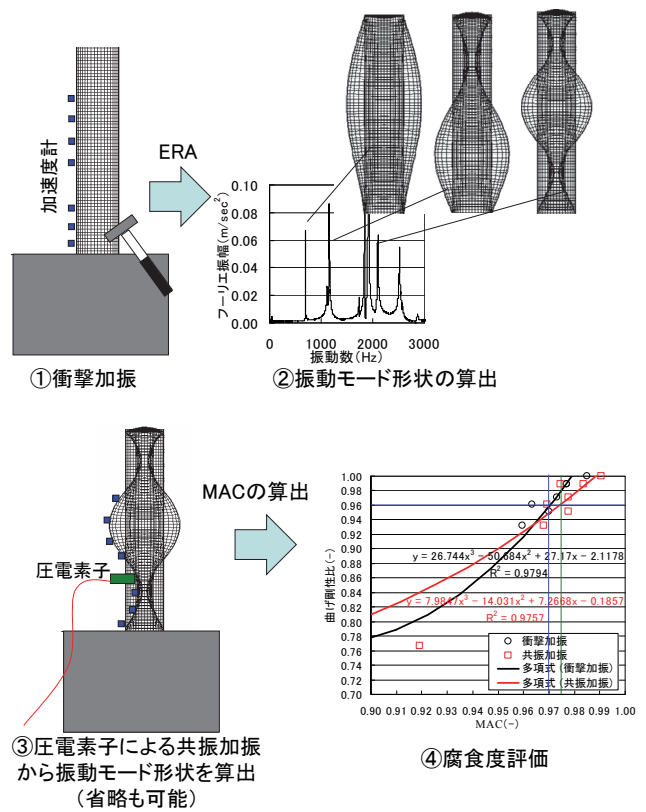 加速度計
ERA
フーリエ振幅(m/sec²)
0.10
0.08
0.06
0.04
0.02
0.00
0 1000 2000 3000
振動数(Hz)
①衝撃加振
②振動モード形状の算出
圧電素子
MACの算出
③圧電素子による共振加振
から振動モード形状を算出
(省略も可能)
曲げ剛性比(-)
1.00
0.98
0.96
0.94
0.92
0.90
0.88
0.86
0.84
0.82
0.80
0.78
0.76
0.74
0.72
0.70
y = 26.744x³ - 50.684x² + 27.17x - 2.1178
R² = 0.9794
y = 7.9847x³ - 14.031x² + 7.2668x - 0.1857
R² = 0.9757
衝撃加振
共振加振
多項式 (衝撃加振)
多項式 (共振加振)
0.90 0.91 0.92 0.93 0.94 0.95 0.96 0.97 0.98 0.99 1.00
MAC(-)
④腐食度評価